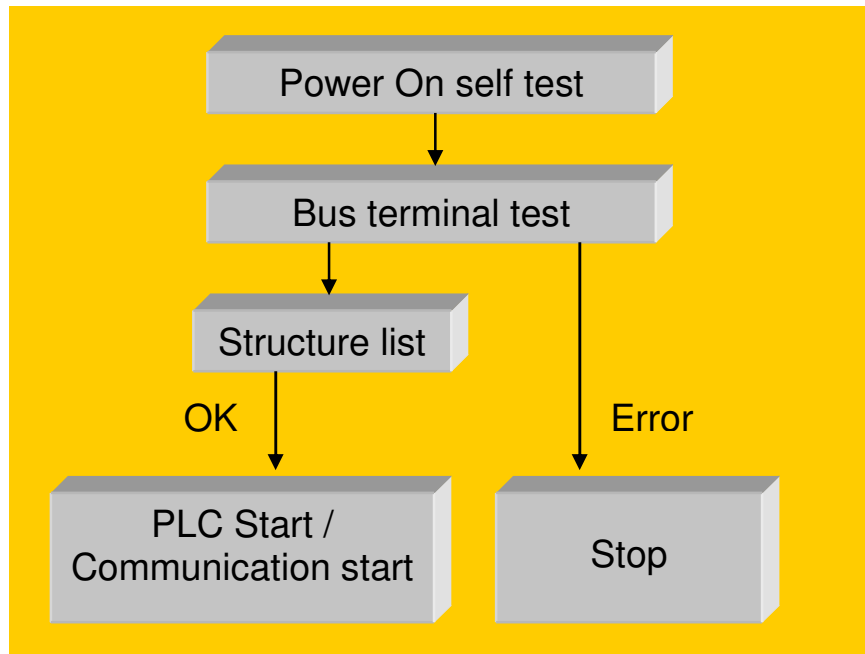 Power On self test
Bus terminal test
Structure list
OK
Error
PLC Start /
Communication start
Stop